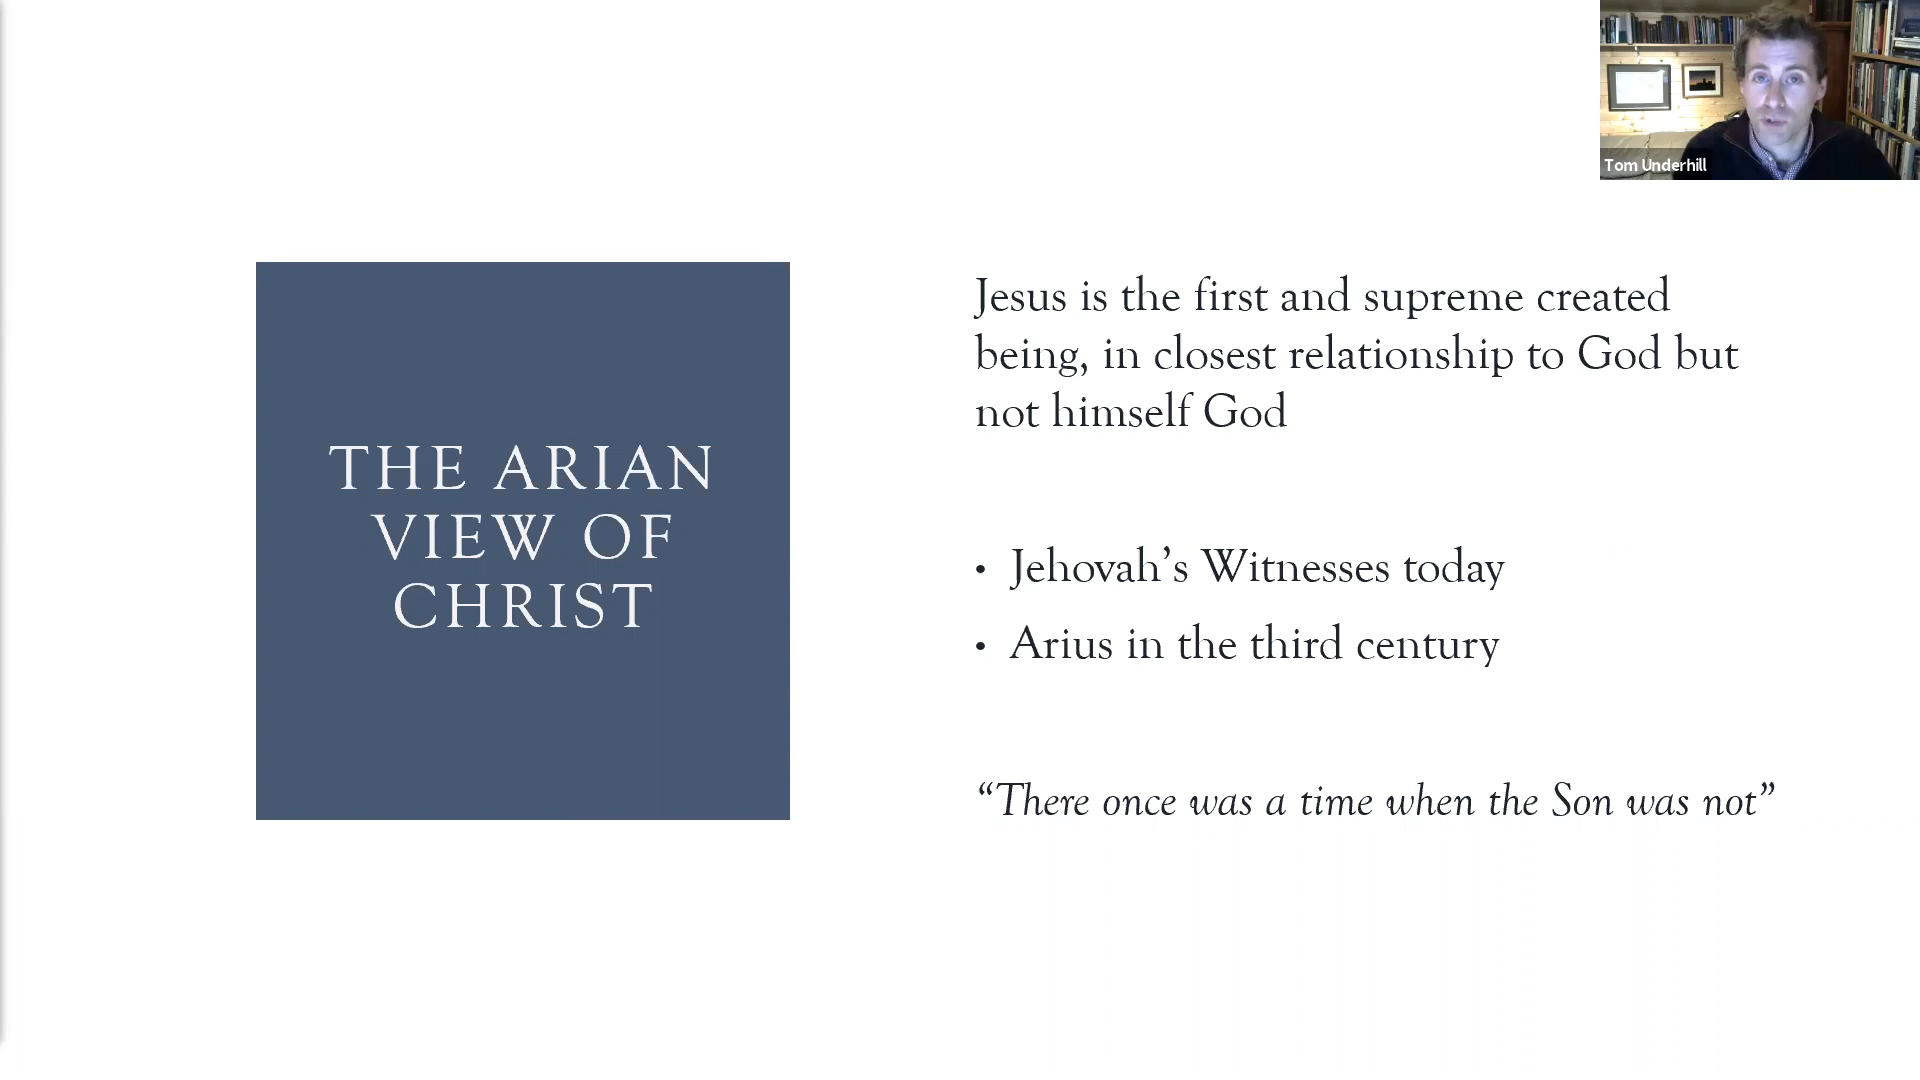 Tom Underhill
THE ARIAN
VIEW OF
CHRIST
Jesus is the first and supreme created
being, in closest relationship to God but
not himself God
• Jehovah’s Witnesses today
• Arius in the third century
“There once was a time when the Son was not”